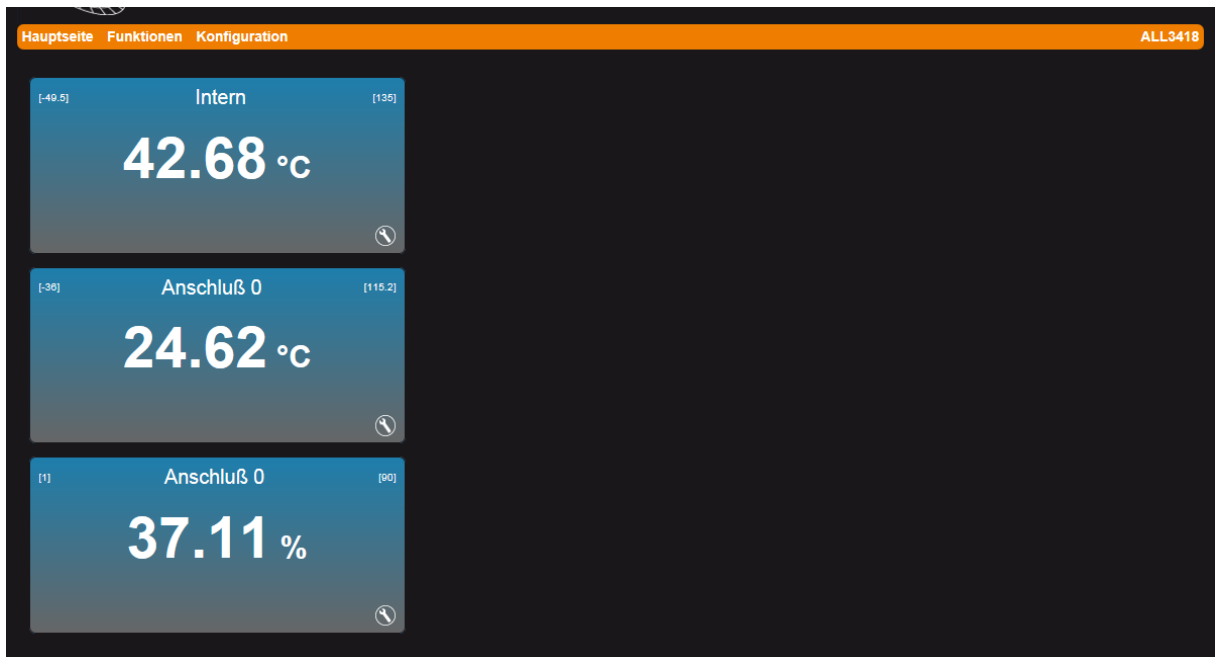 Hauptseite Funktionen Konfiguration ALL3418
[-49.5] Intern [135]
42.68 °C
[-36] Anschluß 0 [115.2]
24.62 °C
[1] Anschluß 0 [90]
37.11 %